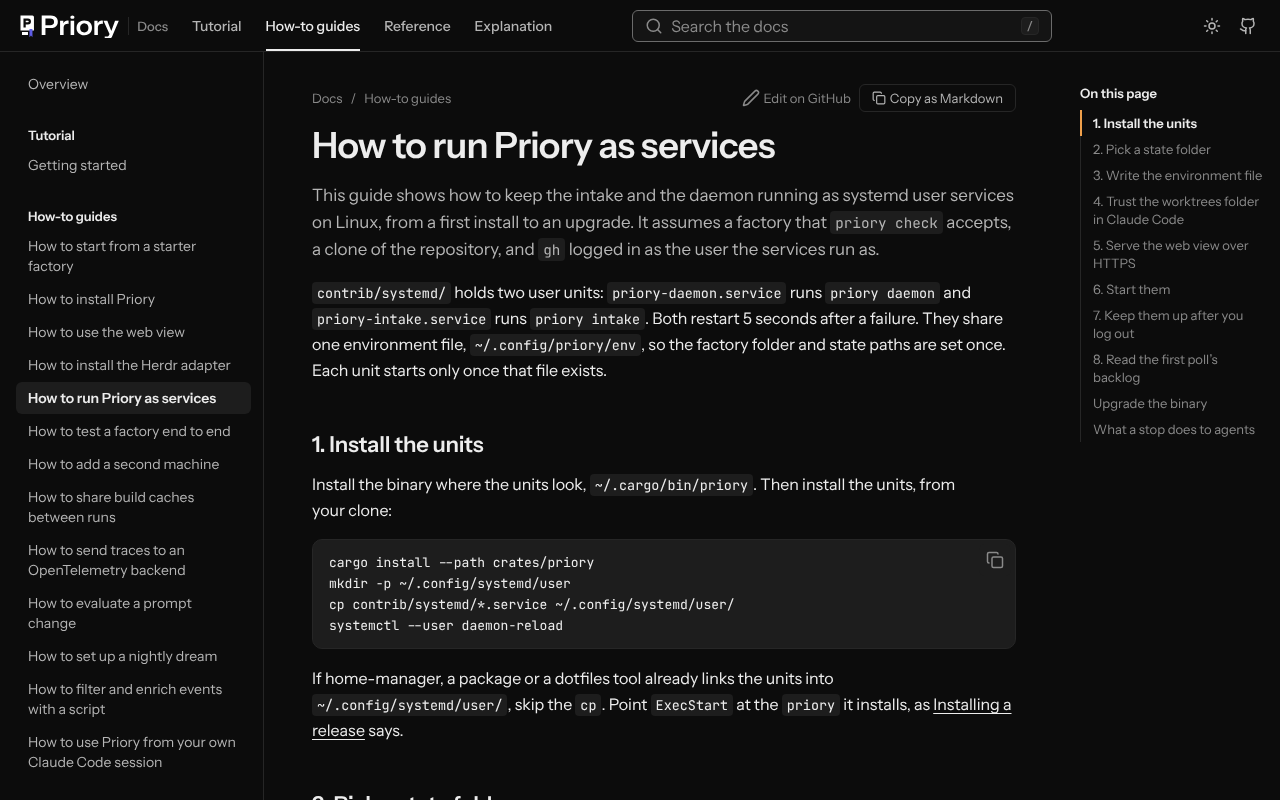 Priory
Docs
Tutorial
How-to guides
Reference
Explanation
Search the docs
/
Overview
Tutorial
Getting started
How-to guides
How to start from a starter
factory
How to install Priory
How to use the web view
How to install the Herdr adapter
How to run Priory as services
How to test a factory end to end
How to add a second machine
How to share build caches
between runs
How to send traces to an
OpenTelemetry backend
How to evaluate a prompt
change
How to set up a nightly dream
How to filter and enrich events
with a script
How to use Priory from your own
Claude Code session
Docs / How-to guides
Edit on GitHub
Copy as Markdown
How to run Priory as services
This guide shows how to keep the intake and the daemon running as systemd user services
on Linux, from a first install to an upgrade. It assumes a factory that priory check accepts,
a clone of the repository, and gh logged in as the user the services run as.
contrib/systemd/ holds two user units: priory-daemon.service runs priory daemon and
priory-intake.service runs priory intake. Both restart 5 seconds after a failure. They share
one environment file, ~/.config/priory/env, so the factory folder and state paths are set once.
Each unit starts only once that file exists.
1. Install the units
Install the binary where the units look, ~/.cargo/bin/priory. Then install the units, from
your clone:
cargo install --path crates/priory
mkdir -p ~/.config/systemd/user
cp contrib/systemd/*.service ~/.config/systemd/user/
systemctl --user daemon-reload
If home-manager, a package or a dotfiles tool already links the units into
~/.config/systemd/user/, skip the cp. Point ExecStart at the priory it installs, as Installing a
release says.
On this page
1. Install the units
2. Pick a state folder
3. Write the environment file
4. Trust the worktrees folder
in Claude Code
5. Serve the web view over
HTTPS
6. Start them
7. Keep them up after you
log out
8. Read the first poll's
backlog
Upgrade the binary
What a stop does to agents